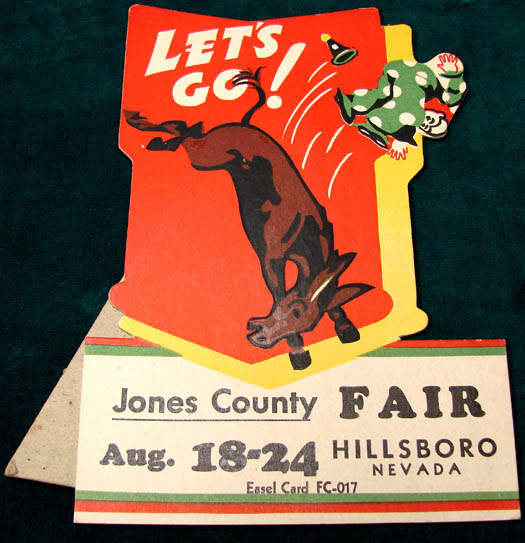 LET'S
GO!
Jones County FAIR
Aug. 18-24 HILLSBORO
NEVADA
Easel Card FC-017